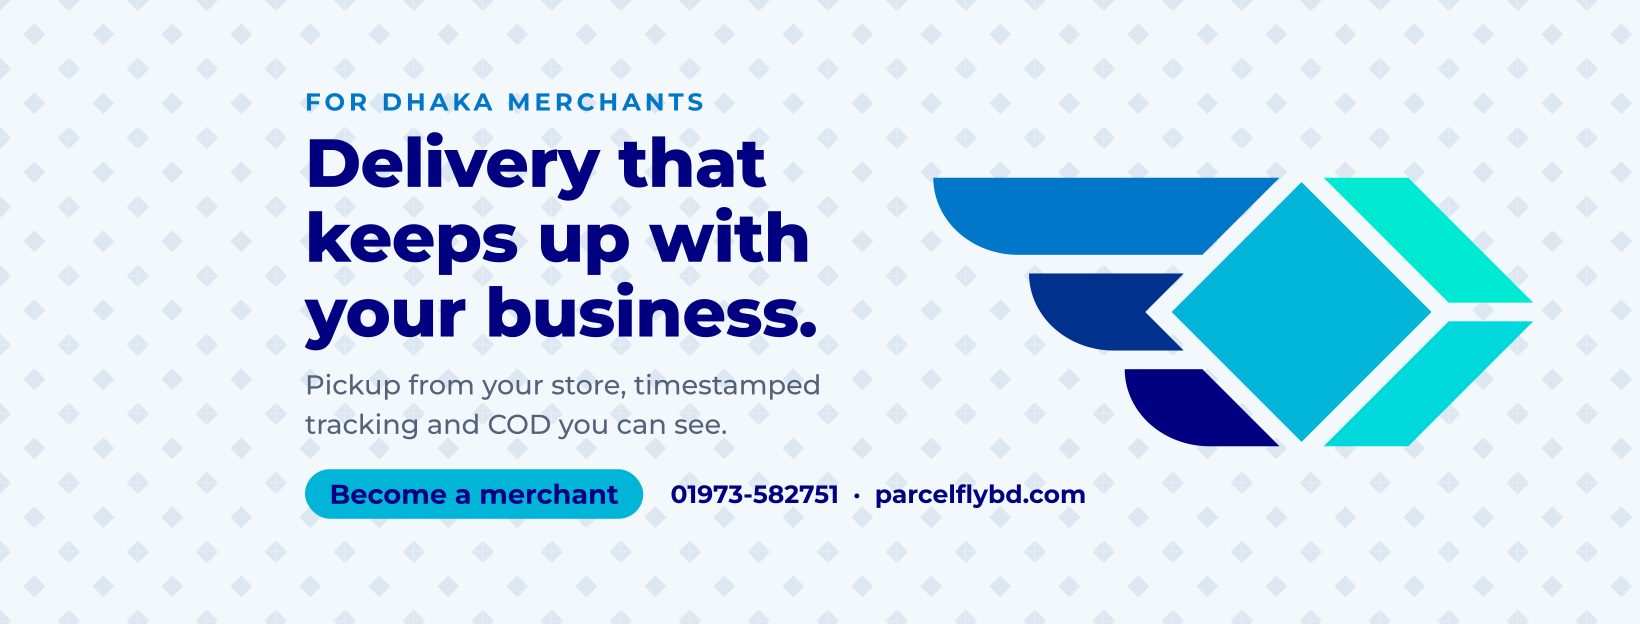 FOR DHAKA MERCHANTS
Delivery that
keeps up with
your business.
Pickup from your store, timestamped
tracking and COD you can see.
Become a merchant 01973-582751 · parcelflybd.com